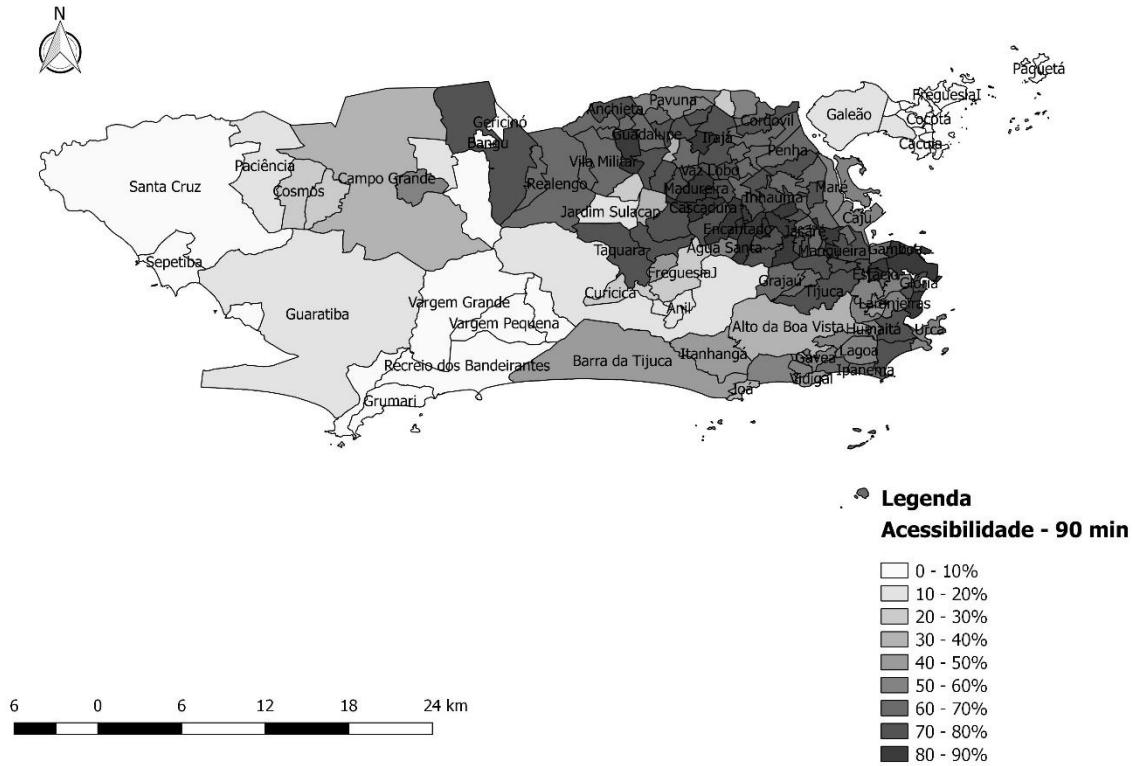 N
Paquetá
FreguesiaI
Galeão
Cocotá
Cacuia
Pavuna
Anchieta
Cordovil
Gericinó
Guadalupe
Irajá
Bangu
Penha
Vila Militar
Paciência
Vaz Lobo
Campo Grande
Realengo
Santa Cruz
Madureira
Maré
Cosmos
Inhaúma
Jardim Sulacap
Cascadura
Caju
Encantado
Jacaré
Taquara
Água Santa
Mangueira
Gamboa
Sepetiba
FreguesiaJ
Estácio
Grajaú
Glória
Curicica
Tijuca
Vargem Grande
Anil
Laranjeiras
Guaratiba
Vargem Pequena
Alto da Boa Vista
Humaitá
Urca
Itanhangá
Lagoa
Barra da Tijuca
Gávea
Recreio dos Bandeirantes
Ipanema
Vidigal
Joá
Grumari
Legenda
Acessibilidade - 90 min
0 - 10%
10 - 20%
20 - 30%
30 - 40%
40 - 50%
50 - 60%
60 - 70%
70 - 80%
80 - 90%
6 0 6 12 18 24 km